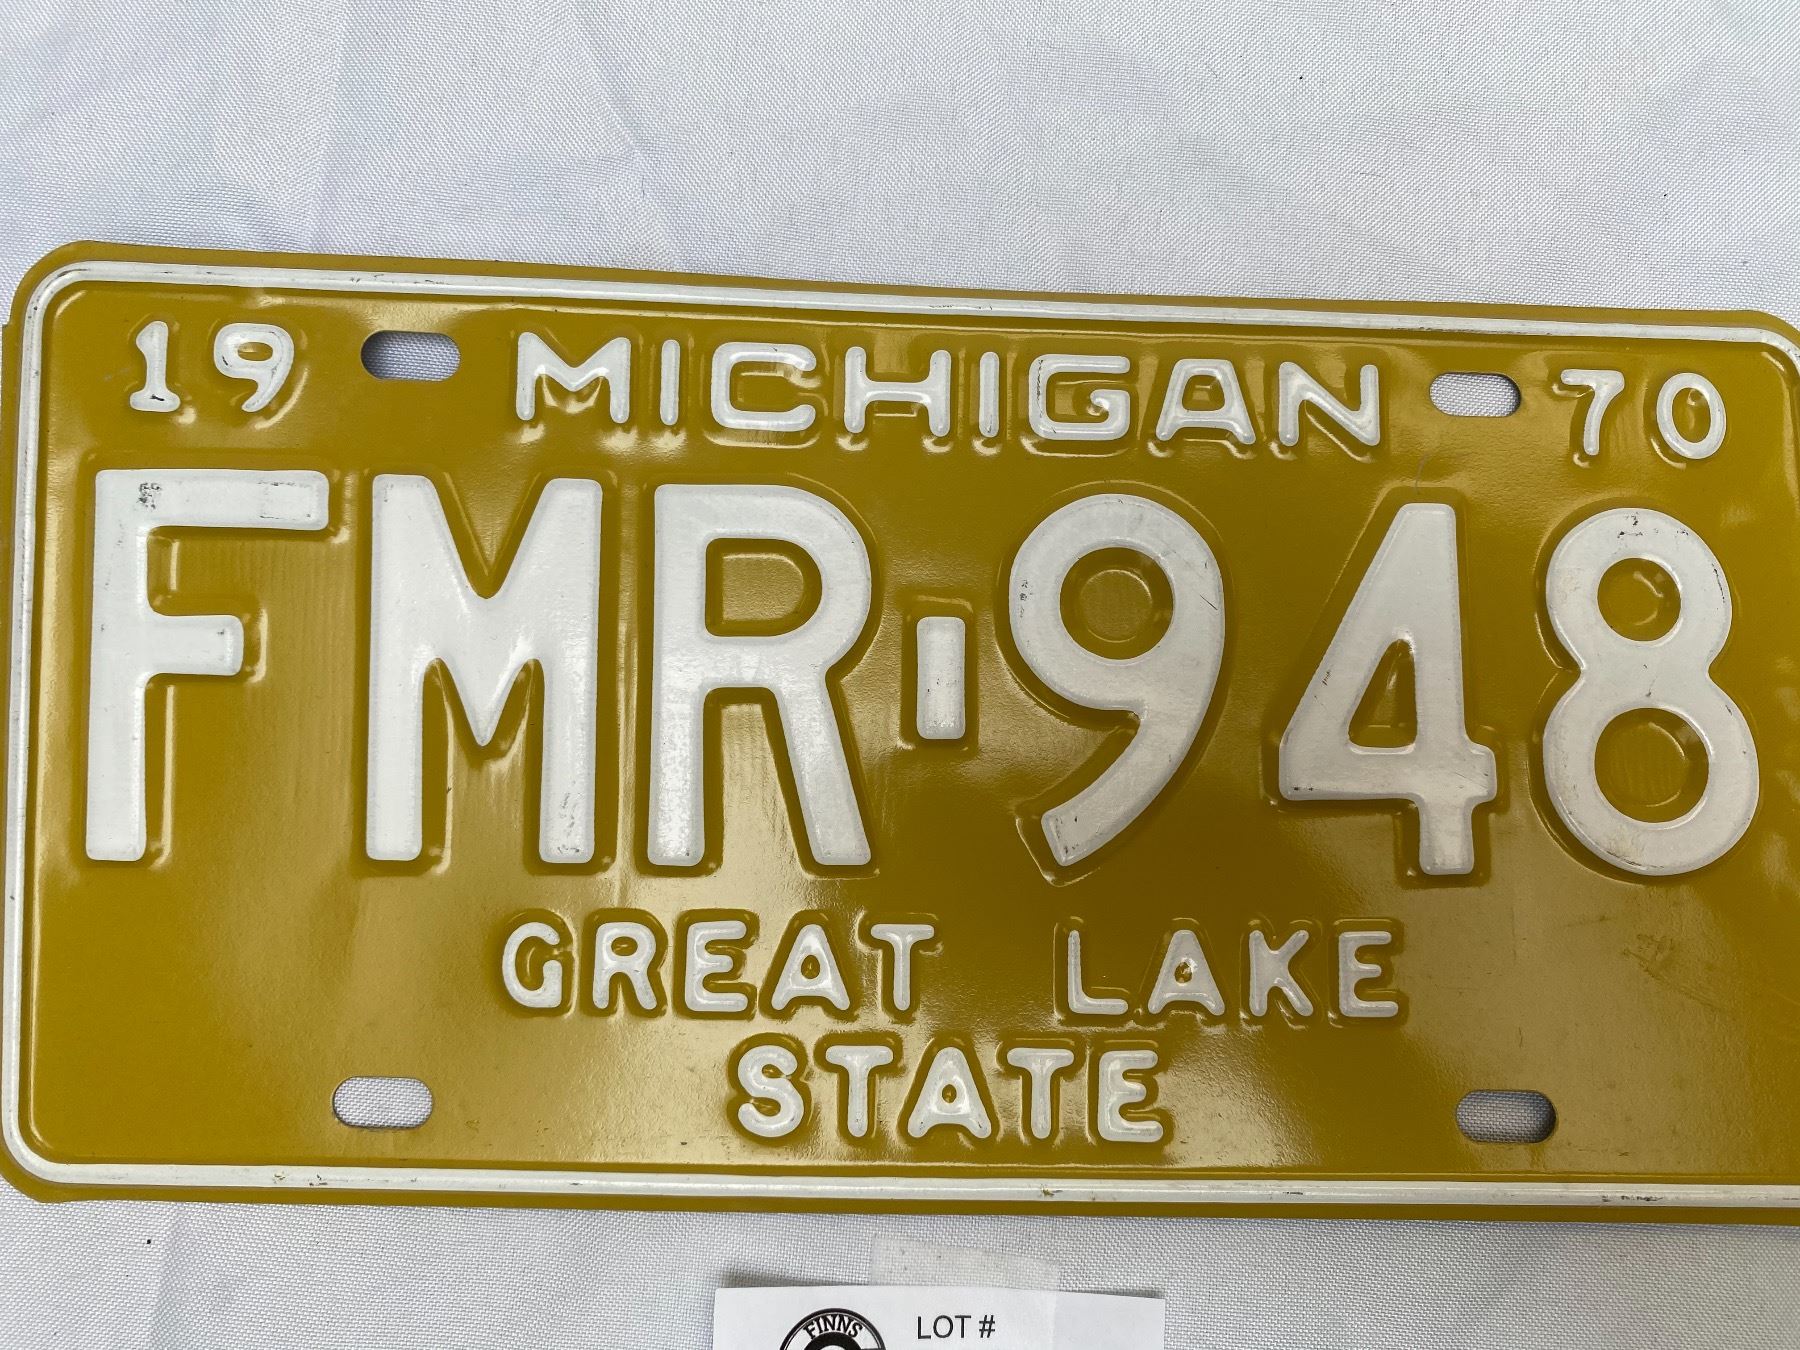 19 MICHIGAN 70
FMR-948
GREAT LAKE
STATE
FINNS
LOT #